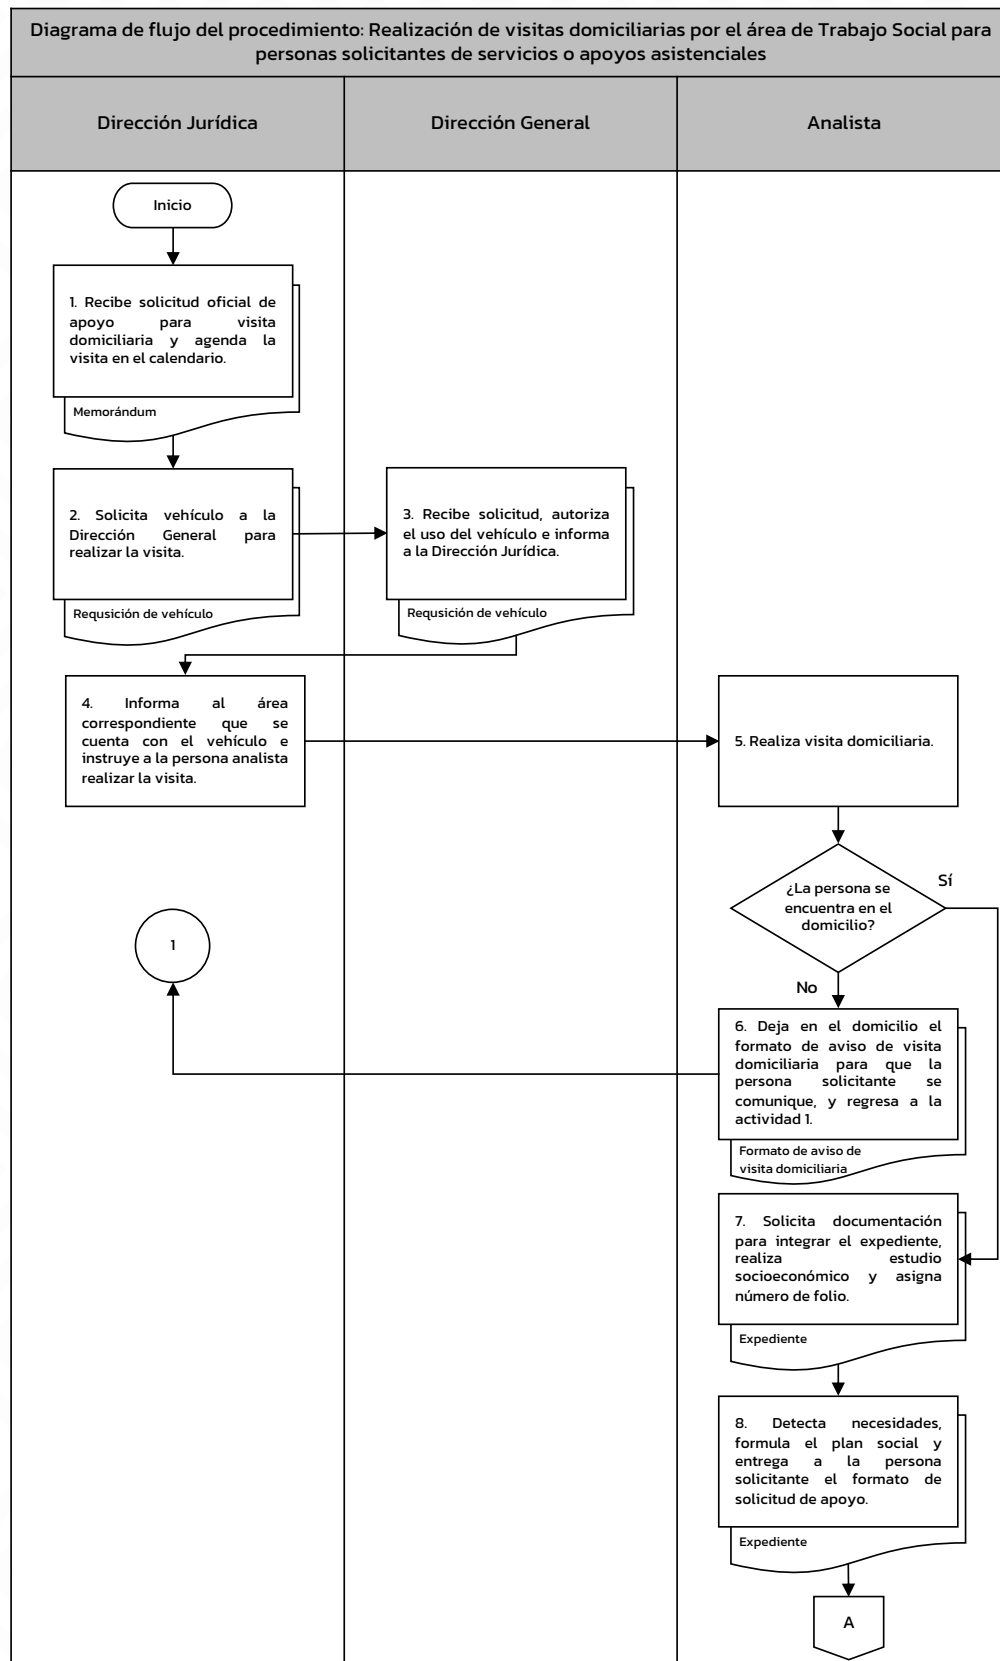 Diagrama de flujo del procedimiento: Realización de visitas domiciliarias por el área de Trabajo Social para
personas solicitantes de servicios o apoyos asistenciales
Dirección Jurídica
Dirección General
Analista
Inicio
1. Recibe solicitud oficial de
apoyo para visita
domiciliaria y agenda la
visita en el calendario.
Memorándum
2. Solicita vehículo a la
Dirección General para
realizar la visita.
Requsición de vehículo
3. Recibe solicitud, autoriza
el uso del vehículo e informa
a la Dirección Jurídica.
Requsición de vehículo
4. Informa al área
correspondiente que se
cuenta con el vehículo e
instruye a la persona analista
realizar la visita.
5. Realiza visita domiciliaria.
¿La persona se
encuentra en el
domicilio?
Sí
No
1
6. Deja en el domicilio el
formato de aviso de visita
domiciliaria para que la
persona solicitante se
comunique, y regresa a la
actividad 1.
Formato de aviso de
visita domiciliaria
7. Solicita documentación
para integrar el expediente,
realiza estudio
socioeconómico y asigna
número de folio.
Expediente
8. Detecta necesidades,
formula el plan social y
entrega a la persona
solicitante el formato de
solicitud de apoyo.
Expediente
A